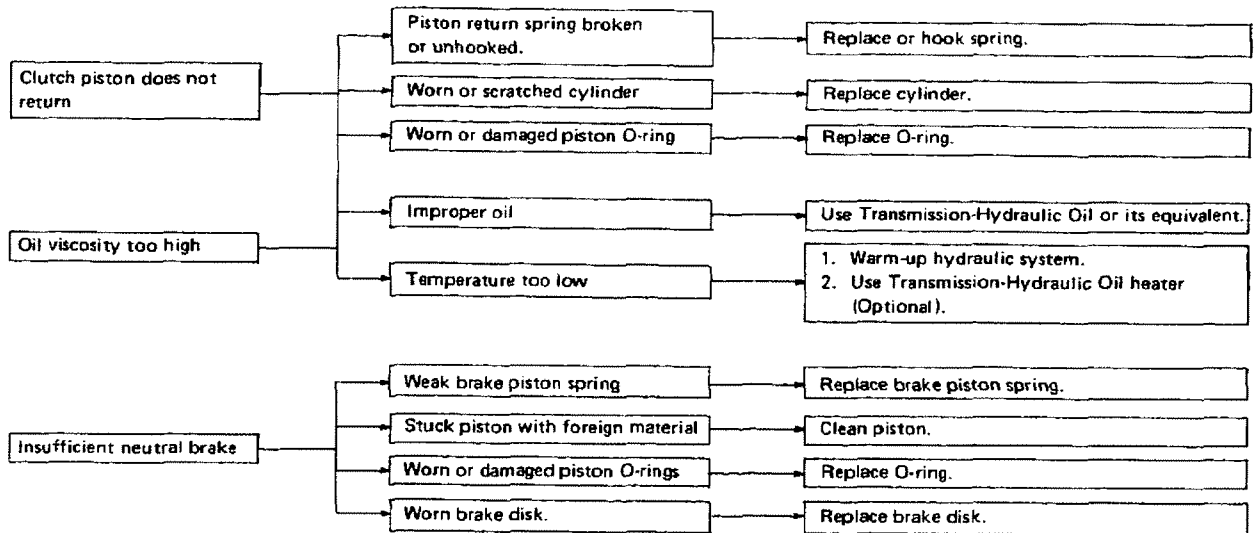 Clutch piston does not
return
Piston return spring broken
or unhooked.
Replace or hook spring.
Worn or scratched cylinder
Replace cylinder.
Worn or damaged piston O-ring
Replace O-ring.
Oil viscosity too high
Improper oil
Use Transmission-Hydraulic Oil or its equivalent.
Temperature too low
1. Warm-up hydraulic system.
2. Use Transmission-Hydraulic Oil heater
(Optional).
Insufficient neutral brake
Weak brake piston spring
Replace brake piston spring.
Stuck piston with foreign material
Clean piston.
Worn or damaged piston O-rings
Replace O-ring.
Worn brake disk.
Replace brake disk.